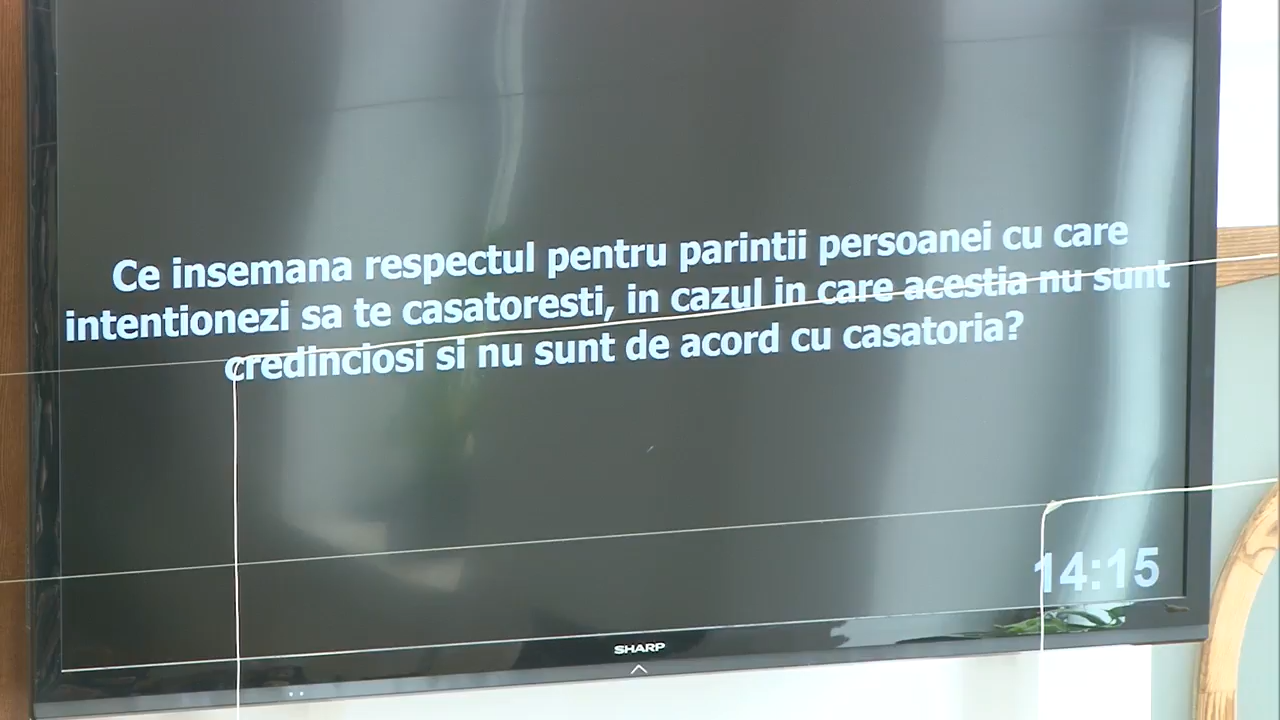 Ce insemana respectul pentru parintii persoanei cu care
intentionezi sa te casatoresti, in cazul in care acestia nu sunt
credinciosi si nu sunt de acord cu casatoria?
14:15
SHARP